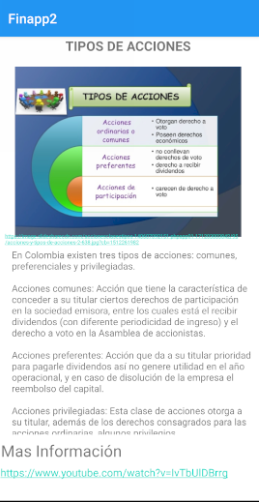 Finapp2
TIPOS DE ACCIONES
TIPOS DE ACCIONES
Acciones ordinarias o comunes
• Otorgan derecho a voto
• Poseen derechos económicos
Acciones preferentes
• no conllevan derechos de voto
• derecho a recibir dividendos
Acciones de participación
• carecen de derecho a voto
En Colombia existen tres tipos de acciones: comunes,
preferenciales y privilegiadas.
Acciones comunes: Acción que tiene la característica de
conceder a su titular ciertos derechos de participación
en la sociedad emisora, entre los cuales está el recibir
dividendos (con diferente periodicidad de ingreso) y el
derecho a voto en la Asamblea de accionistas.
Acciones preferentes: Acción que da a su titular prioridad
para pagarle dividendos así no genere utilidad en el año
operacional, y en caso de disolución de la empresa el
reembolso del capital.
Acciones privilegiadas: Esta clase de acciones otorga a
su titular, además de los derechos consagrados para las
acciones ordinarias, algunos privilegios
Mas Información
https://www.youtube.com/watch?v=IvTbUIDBrrg